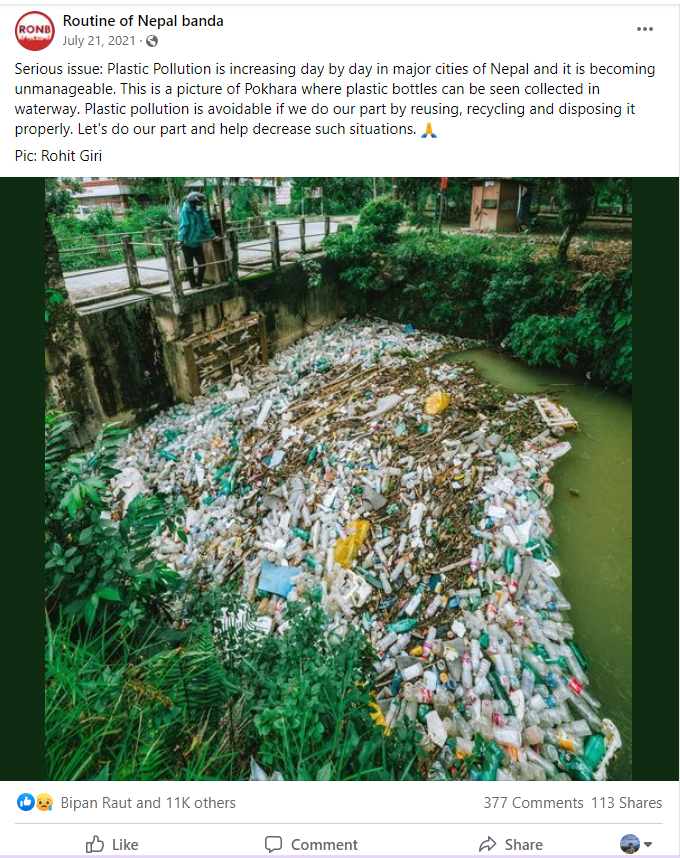 RONB
Routine of Nepal banda
July 21, 2021 ·
Serious issue: Plastic Pollution is increasing day by day in major cities of Nepal and it is becoming
unmanageable. This is a picture of Pokhara where plastic bottles can be seen collected in
waterway. Plastic pollution is avoidable if we do our part by reusing, recycling and disposing it
properly. Let's do our part and help decrease such situations. 🙏
Pic: Rohit Giri
Bipan Raut and 11K others 377 Comments 113 Shares
Like Comment Share